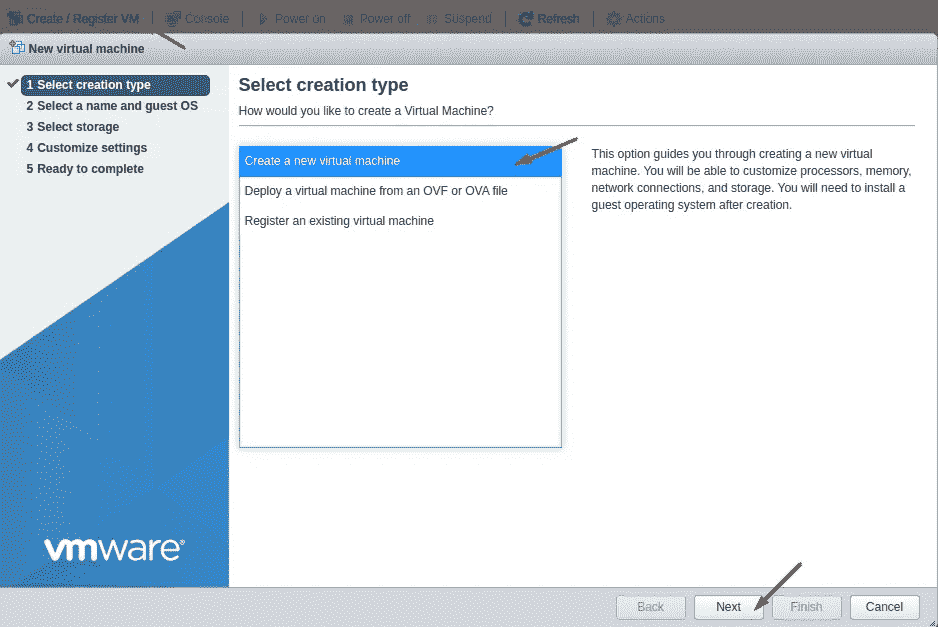 Create / Register VM Console Power on Power off Suspend Refresh Actions
New virtual machine
1 Select creation type
2 Select a name and guest OS
3 Select storage
4 Customize settings
5 Ready to complete
Select creation type
How would you like to create a Virtual Machine?
Create a new virtual machine
Deploy a virtual machine from an OVF or OVA file
Register an existing virtual machine
This option guides you through creating a new virtual
machine. You will be able to customize processors, memory,
network connections, and storage. You will need to install a
guest operating system after creation.
vmware®
Back Next Finish Cancel